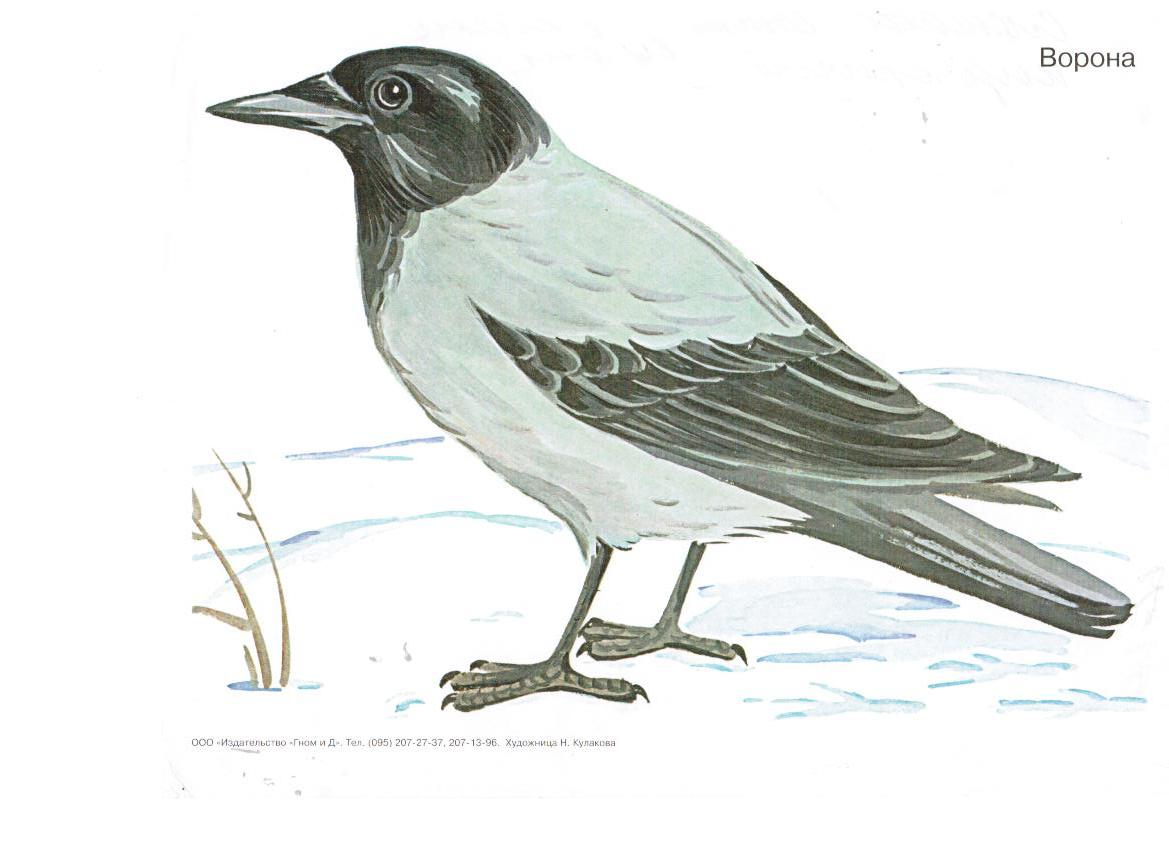 Ворона
ООО «Издательство «Гном и Д». Тел. (095) 207-27-37, 207-13-96. Художница Н. Кулакова